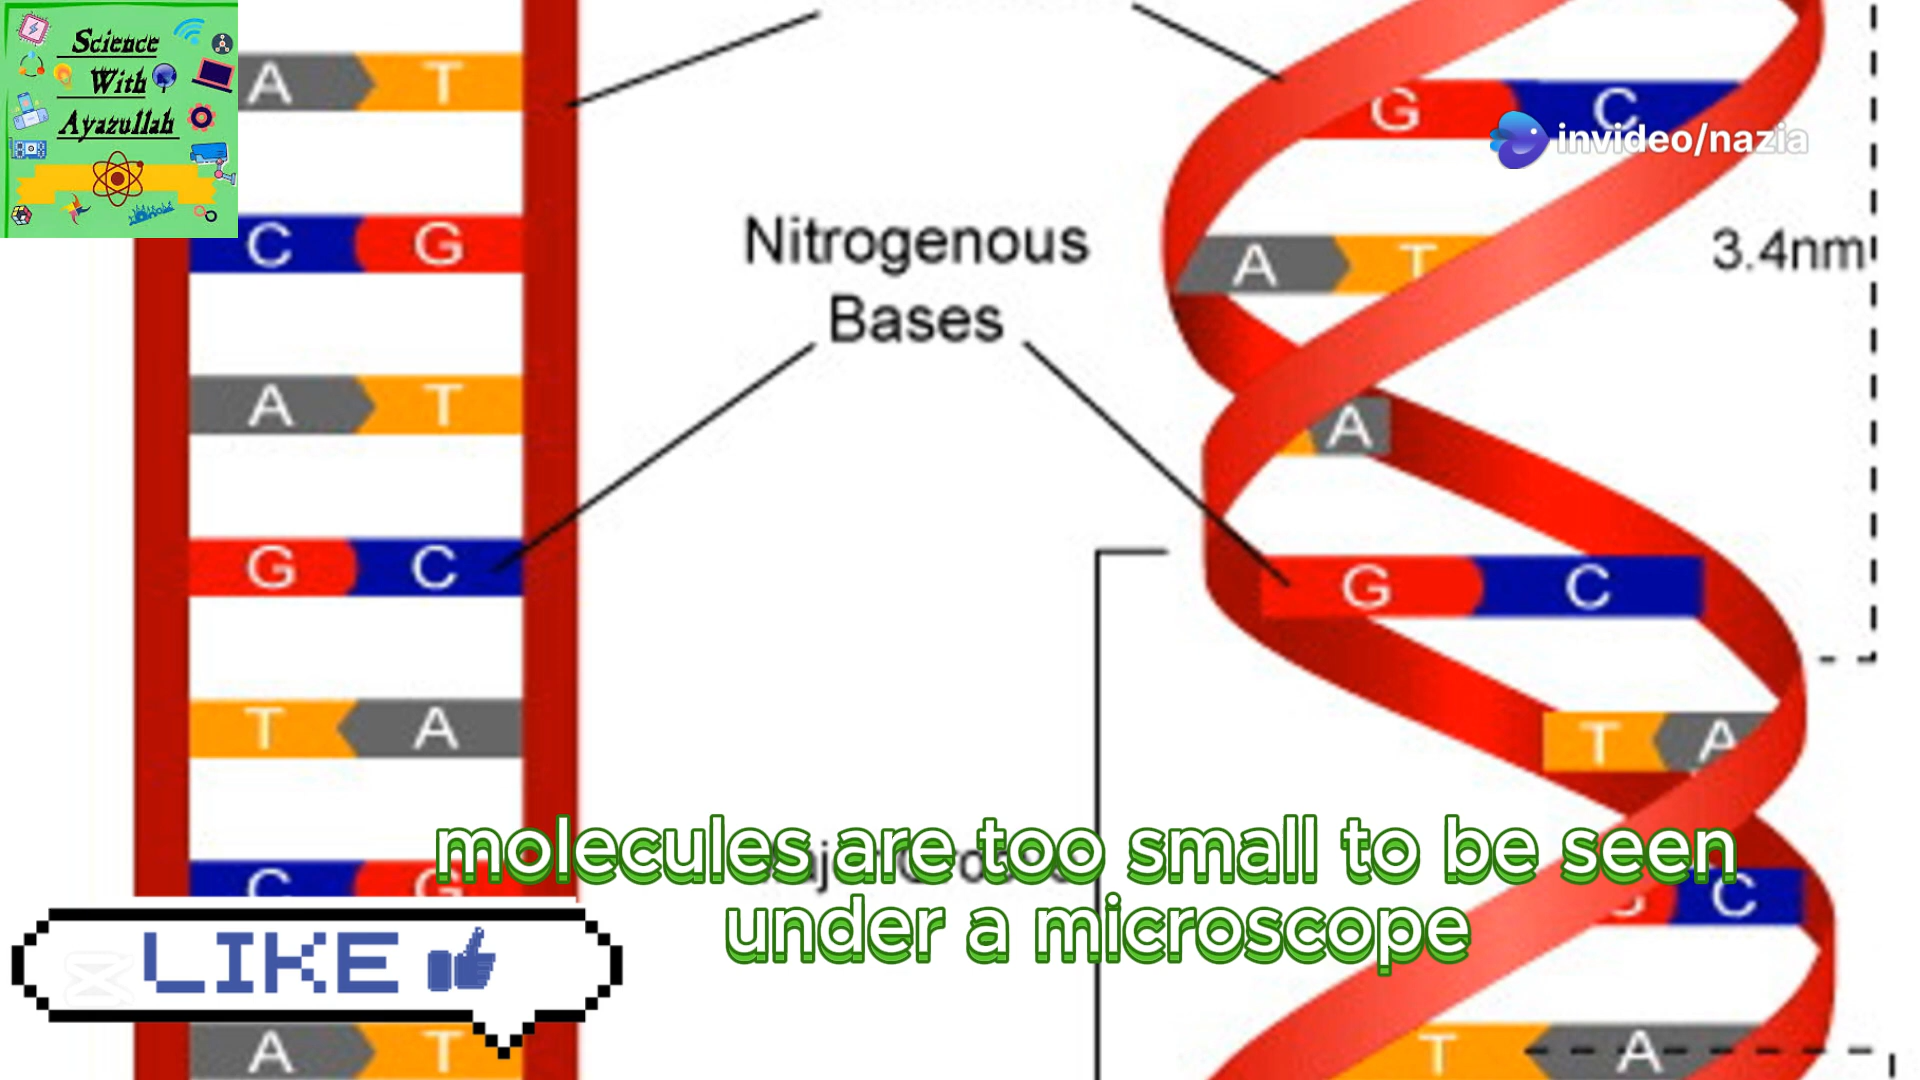 Science
With
Ayazullah
A T
G C
invideo/nazia
C G
Nitrogenous
Bases
A T
3.4nm
A T
A
G C
G C
T A
T A
molecules are too small to be seen
under a microscope
C G
C
LIKE
A T
T A